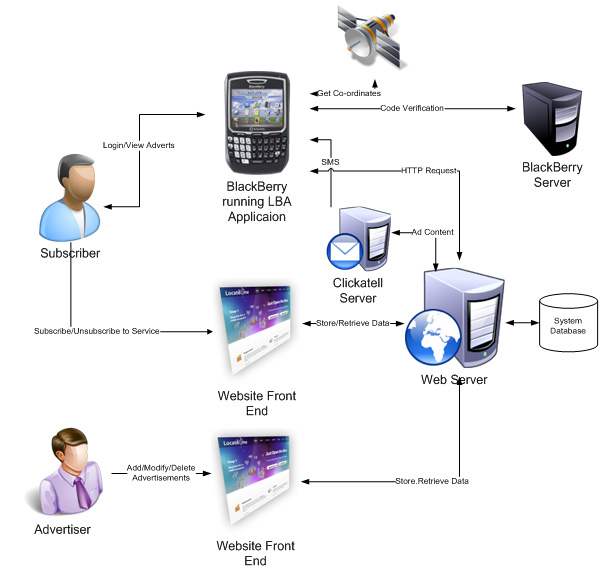 Get Co-ordinates
Code Verification
Login/View Adverts
SMS
HTTP Request
BlackBerry
Server
BlackBerry
running LBA
Applicaion
Subscriber
Ad Content
Clickatell
Server
Subscribe/Unsubscribe to Service
Store/Retrieve Data
System
Database
Web Server
Website Front
End
Add/Modify/Delete
Advertisements
Store.Retrieve Data
Advertiser
Website Front
End